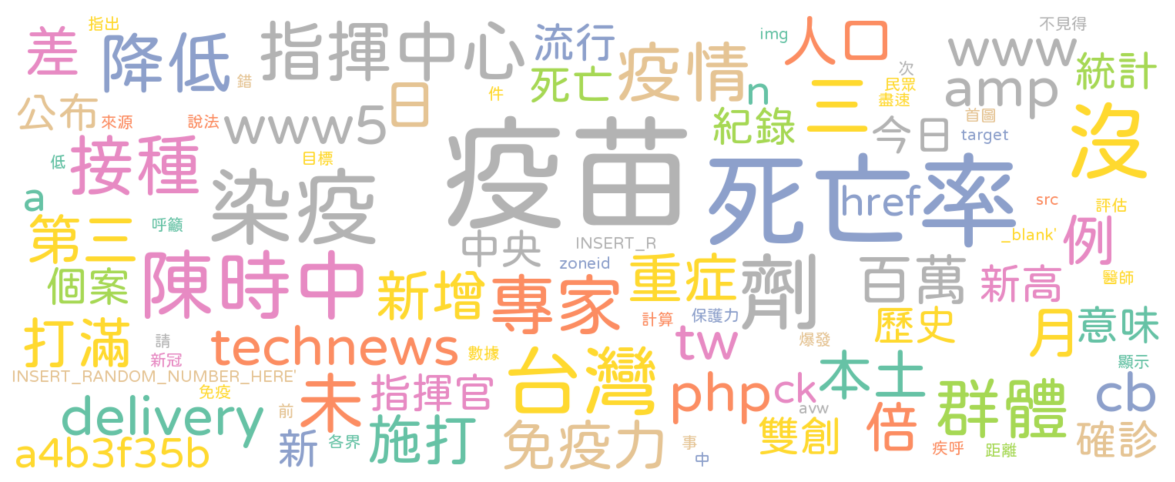 指出
差
降低
錯
指揮中心
流行
死亡
件
疫情
img
人口
不見得
www
次
民眾
盡速
amp
統計
公布
來源
說法
www5
日
n
紀錄
三
今日
首圖
target
沒
低
接種
目標
a
染疫
疫苗
死亡率
href
src
評估
第三
呼籲
中央
INSERT_R
_blank'
例
個案
陳時中
zoneid
新增
專家
重症
劑
百萬
新高
醫師
計算
保護力
打滿
請
新冠
technews
數據
tw
爆發
歷史
月
意味
顯示
INSERT_RANDOM_NUMBER_HERE'
免疫
delivery
前
未
指揮官
台灣
php
ck
avw
本土
群體
cb
a4b3f35b
新
各界
施打
免疫力
事
中
雙創
倍
疾呼
距離
確診